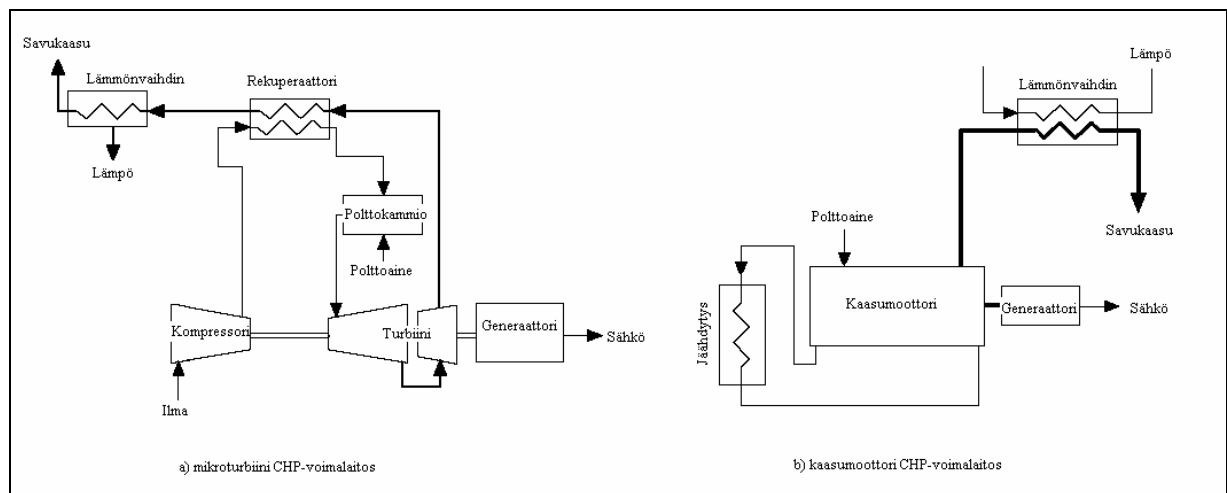 Savukaasu
Lämmönvaihdin
Rekuperaattori
Lämpö
Polttokammio
Polttoaine
Kompressori
Turbiini
Generaattori
Sähkö
Ilma
a) mikroturbiini CHP-voimalaitos
Lämpö
Lämmönvaihdin
Savukaasu
Polttoaine
Kaasumoottori
Generaattori
Sähkö
Jäähdytys
b) kaasumoottori CHP-voimalaitos